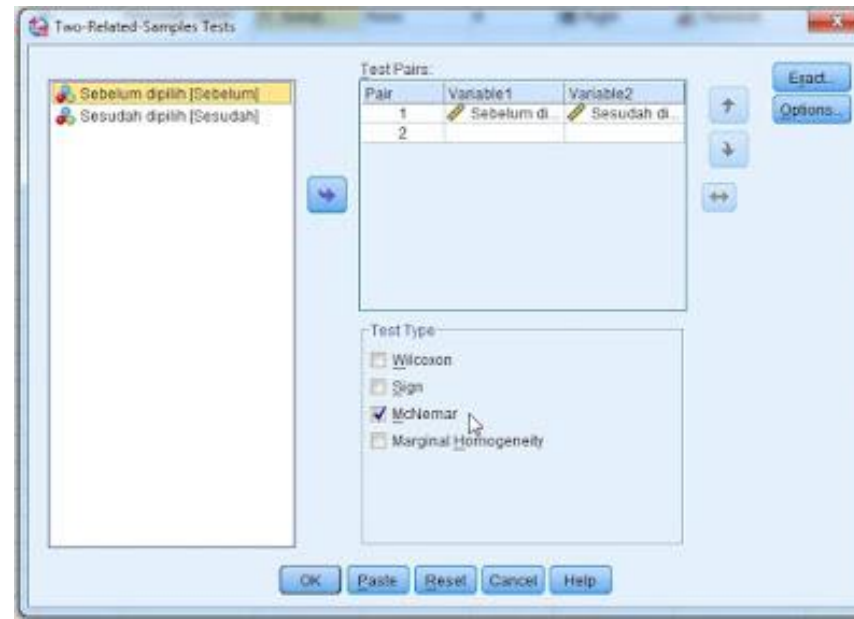 Two-Related-Samples Tests
Sebelum dipilih [Sebelum]
Sesudah dipilih [Sesudah]
Test Pairs:
Pair Variable1 Variable2
1 Sebelum di... Sesudah di...
2
Exact...
Options...
Test Type
Wilcoxon
Sign
McNemar
Marginal Homogeneity
OK Paste Reset Cancel Help